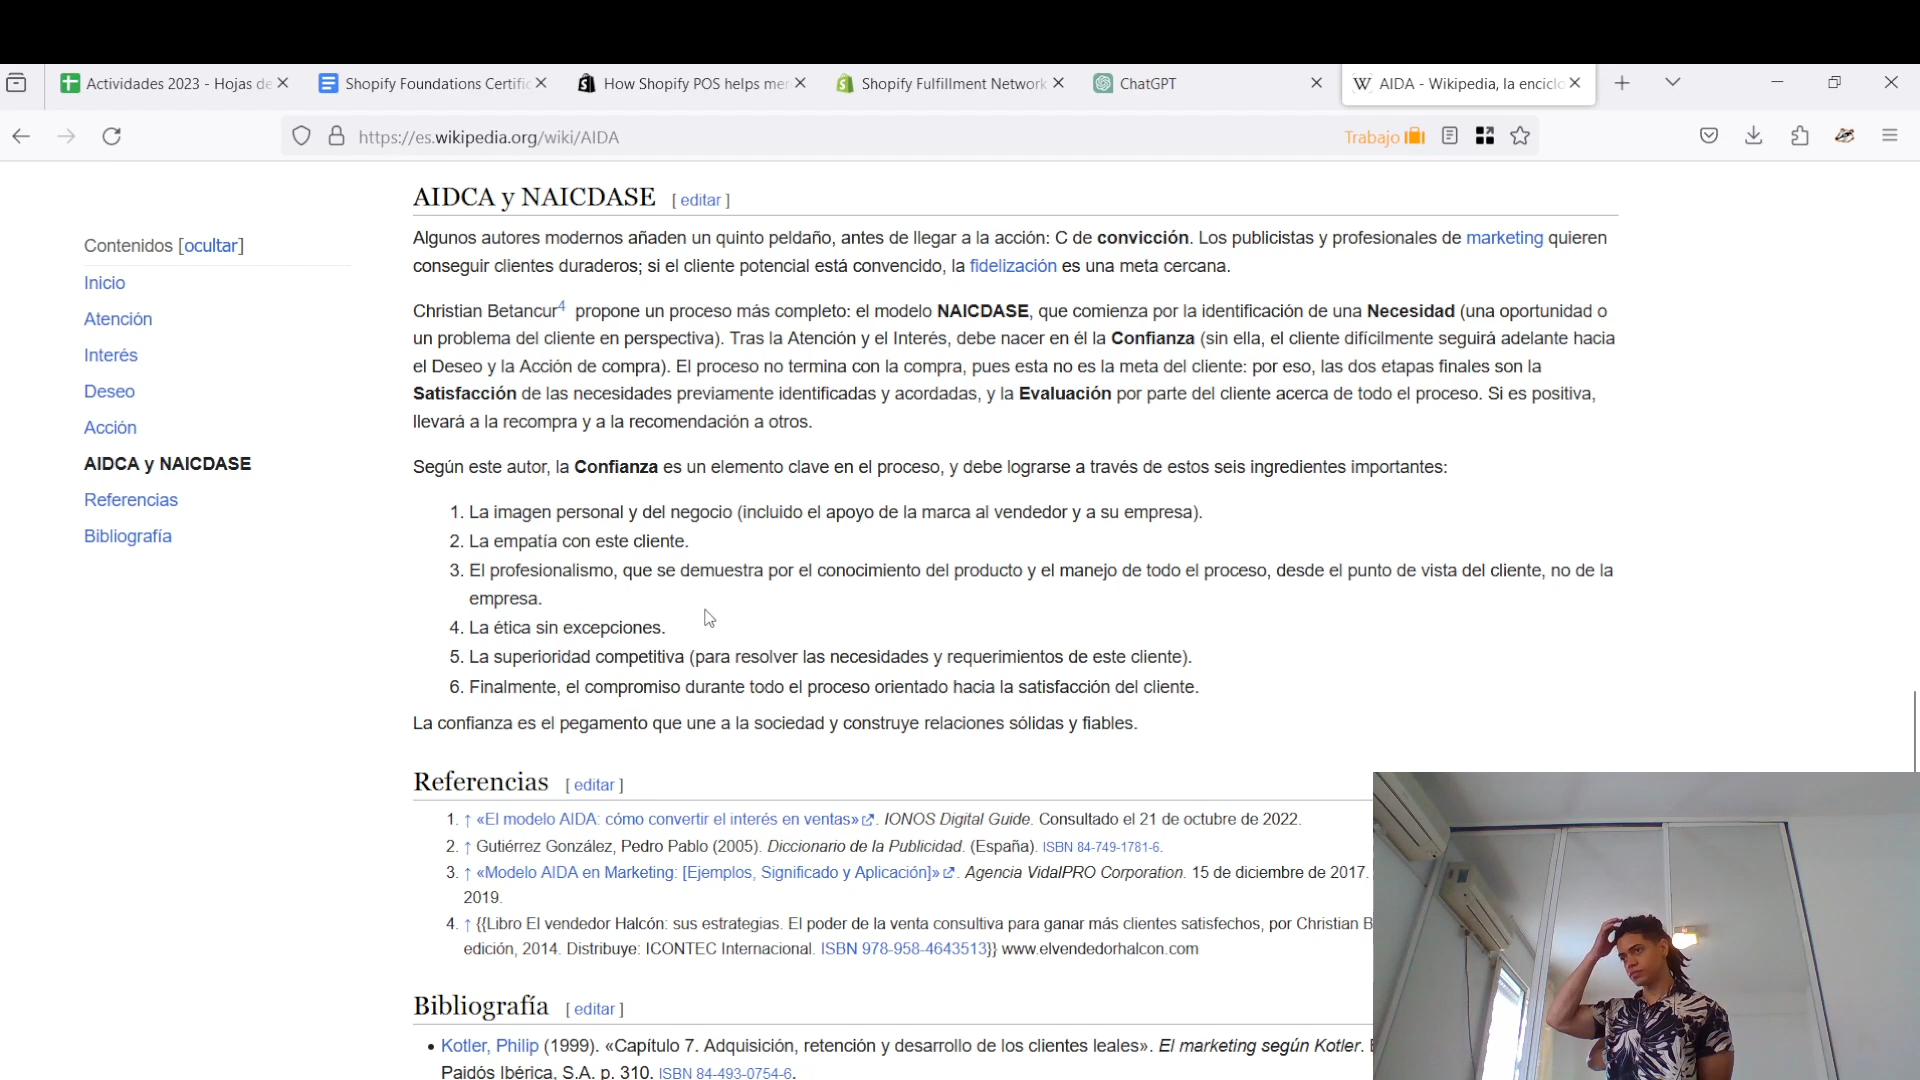 Actividades 2023 - Hojas de
Shopify Foundations Certific
How Shopify POS helps mer
Shopify Fulfillment Network
ChatGPT
AIDA - Wikipedia, la enciclo
https://es.wikipedia.org/wiki/AIDA
Trabajo
Contenidos [ocultar]
Inicio
Atención
Interés
Deseo
Acción
AIDCA y NAICDASE
Referencias
Bibliografía
AIDCA y NAICDASE [ editar ]
Algunos autores modernos añaden un quinto peldaño, antes de llegar a la acción: C de convicción. Los publicistas y profesionales de marketing quieren
conseguir clientes duraderos; si el cliente potencial está convencido, la fidelización es una meta cercana.
Christian Betancur4 propone un proceso más completo: el modelo NAICDASE, que comienza por la identificación de una Necesidad (una oportunidad o
un problema del cliente en perspectiva). Tras la Atención y el Interés, debe nacer en él la Confianza (sin ella, el cliente difícilmente seguirá adelante hacia
el Deseo y la Acción de compra). El proceso no termina con la compra, pues esta no es la meta del cliente: por eso, las dos etapas finales son la
Satisfacción de las necesidades previamente identificadas y acordadas, y la Evaluación por parte del cliente acerca de todo el proceso. Si es positiva,
llevará a la recompra y a la recomendación a otros.
Según este autor, la Confianza es un elemento clave en el proceso, y debe lograrse a través de estos seis ingredientes importantes:
1. La imagen personal y del negocio (incluido el apoyo de la marca al vendedor y a su empresa).
2. La empatía con este cliente.
3. El profesionalismo, que se demuestra por el conocimiento del producto y el manejo de todo el proceso, desde el punto de vista del cliente, no de la
empresa.
4. La ética sin excepciones.
5. La superioridad competitiva (para resolver las necesidades y requerimientos de este cliente).
6. Finalmente, el compromiso durante todo el proceso orientado hacia la satisfacción del cliente.
La confianza es el pegamento que une a la sociedad y construye relaciones sólidas y fiables.
Referencias [ editar ]
1. ↑ «El modelo AIDA: cómo convertir el interés en ventas». IONOS Digital Guide. Consultado el 21 de octubre de 2022.
2. ↑ Gutiérrez González, Pedro Pablo (2005). Diccionario de la Publicidad. (España). ISBN 84-749-1781-6.
3. ↑ «Modelo AIDA en Marketing: [Ejemplos, Significado y Aplicación]». Agencia VidalPRO Corporation. 15 de diciembre de 2017.
2019.
4. ↑ {{Libro El vendedor Halcón: sus estrategias. El poder de la venta consultiva para ganar más clientes satisfechos, por Christian B
edición, 2014. Distribuye: ICONTEC Internacional. ISBN 978-958-4643513}} www.elvendedorhalcon.com
Bibliografía [ editar ]
• Kotler, Philip (1999). «Capítulo 7. Adquisición, retención y desarrollo de los clientes leales». El marketing según Kotler.
Paidós Ibérica, S.A. p. 310. ISBN 84-493-0754-6.